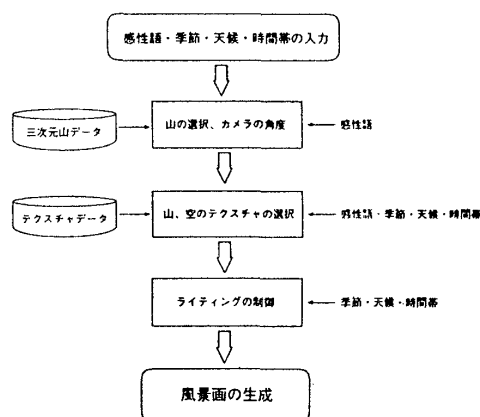 感性語・季節・天候・時間帯の入力
三次元山データ
山の選択、カメラの角度
感性語
テクスチャデータ
山、空のテクスチャの選択
感性語・季節・天候・時間帯
ライティングの制御
季節・天候・時間帯
風景画の生成